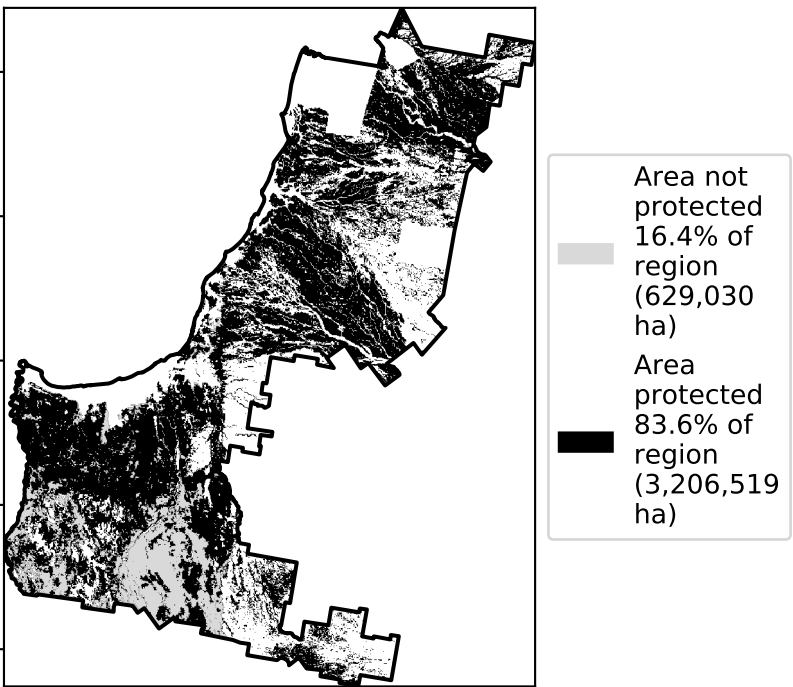 Area not
protected
16.4% of
region
(629,030
ha)
Area
protected
83.6% of
region
(3,206,519
ha)